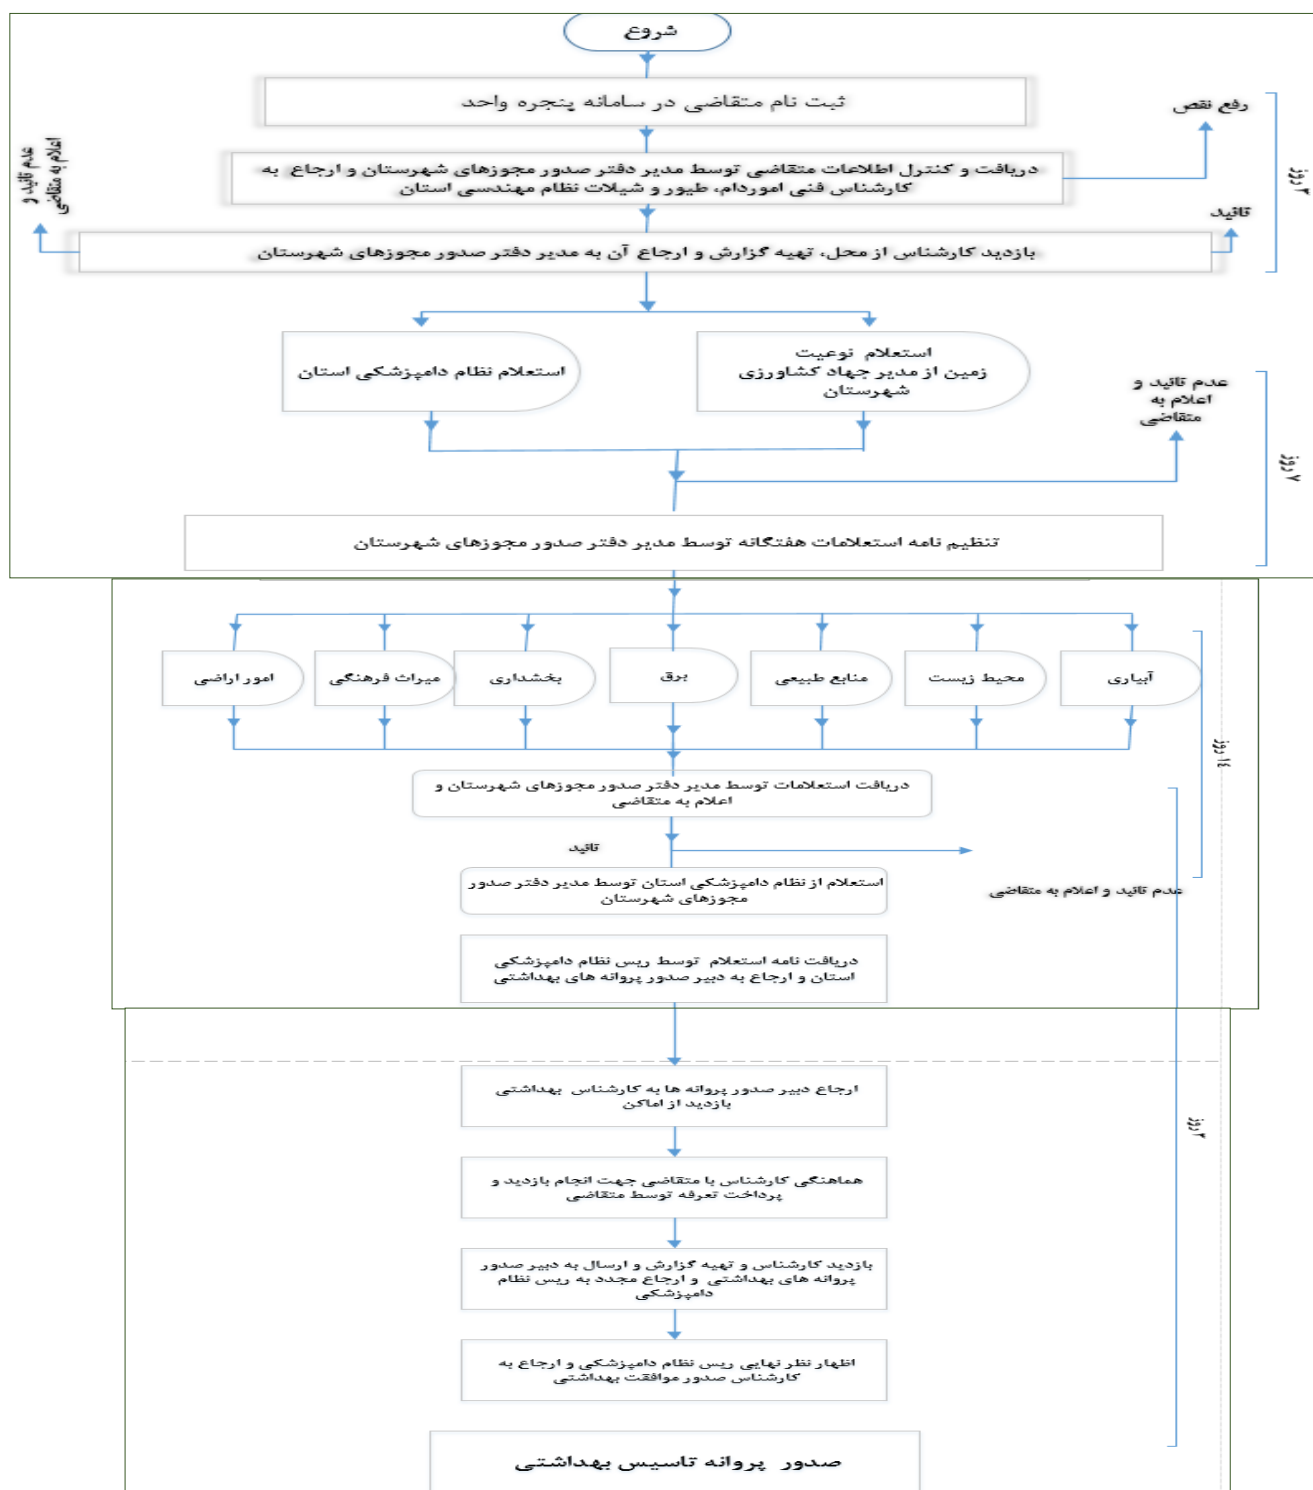 شروع
ثبت نام متقاضی در سامانه پنجره واحد
رفع نقص
۳ روز
دریافت و کنترل اطلاعات متقاضی توسط مدیر دفتر صدور مجوزهای شهرستان و ارجاع به
کارشناس فنی اموردام، طیور و شیلات نظام مهندسی استان
عدم تائید و
اعلام به متقاضی
تائید
بازدید کارشناس از محل، تهیه گزارش و ارجاع آن به مدیر دفتر صدور مجوزهای شهرستان
استعلام نوعیت
زمین از مدیر جهاد کشاورزی
شهرستان
استعلام نظام دامپزشکی استان
عدم تائید و
اعلام به
متقاضی
۷ روز
تنظیم نامه استعلامات هفتگانه توسط مدیر دفتر صدور مجوزهای شهرستان
آبیاری
محیط زیست
منابع طبیعی
برق
بخشداری
میراث فرهنگی
امور اراضی
١٤ روز
دریافت استعلامات توسط مدیر دفتر صدور مجوزهای شهرستان و
اعلام به متقاضی
تائید
عدم تائید و اعلام به متقاضی
استعلام از نظام دامپزشکی استان توسط مدیر دفتر صدور
مجوزهای شهرستان
دریافت نامه استعلام توسط ریس نظام دامپزشکی
استان و ارجاع به دبیر صدور پروانه های بهداشتی
ارجاع دبیر صدور پروانه ها به کارشناس بهداشتی
بازدید از اماکن
۳ روز
هماهنگی کارشناس با متقاضی جهت انجام بازدید و
پرداخت تعرفه توسط متقاضی
بازدید کارشناس و تهیه گزارش و ارسال به دبیر صدور
پروانه های بهداشتی و ارجاع مجدد به ریس نظام
دامپزشکی
اظهار نظر نهایی ریس نظام دامپزشکی و ارجاع به
کارشناس صدور موافقت بهداشتی
صدور پروانه تاسیس بهداشتی